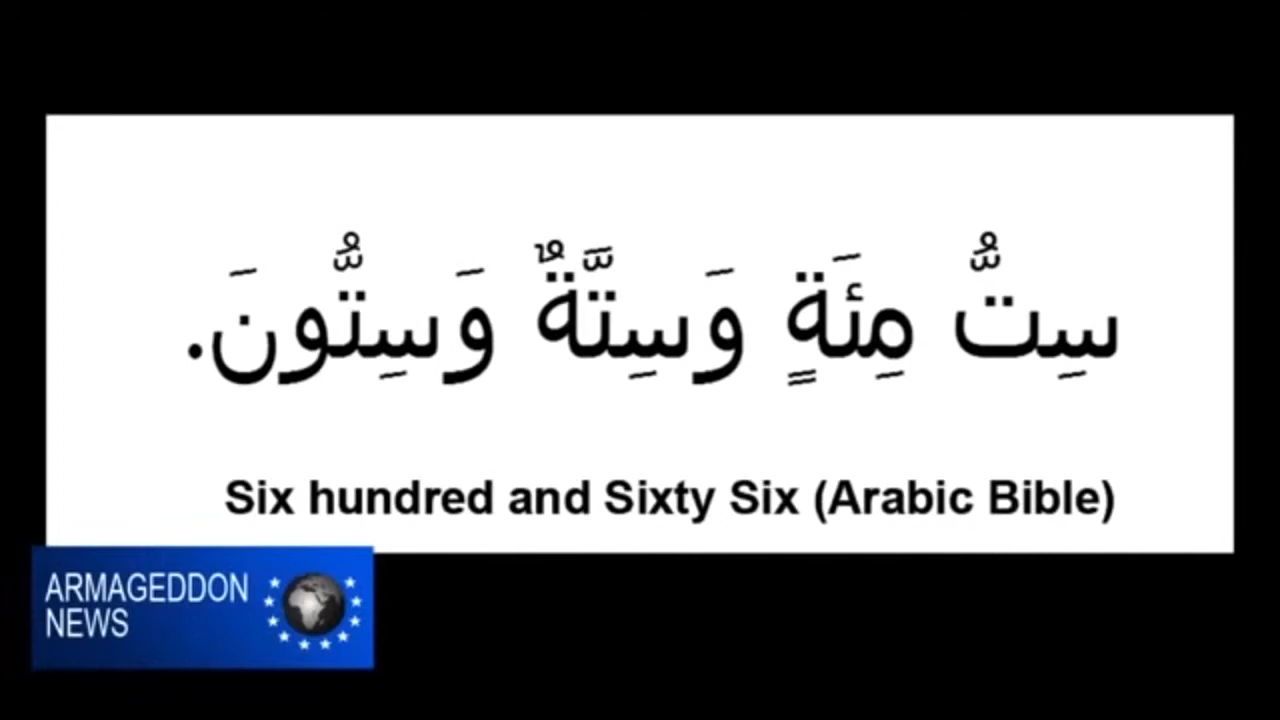 سِتُّ مِئَةٍ وَسِتَّةٌ وَسِتُّونَ.
Six hundred and Sixty Six (Arabic Bible)
ARMAGEDDON
NEWS